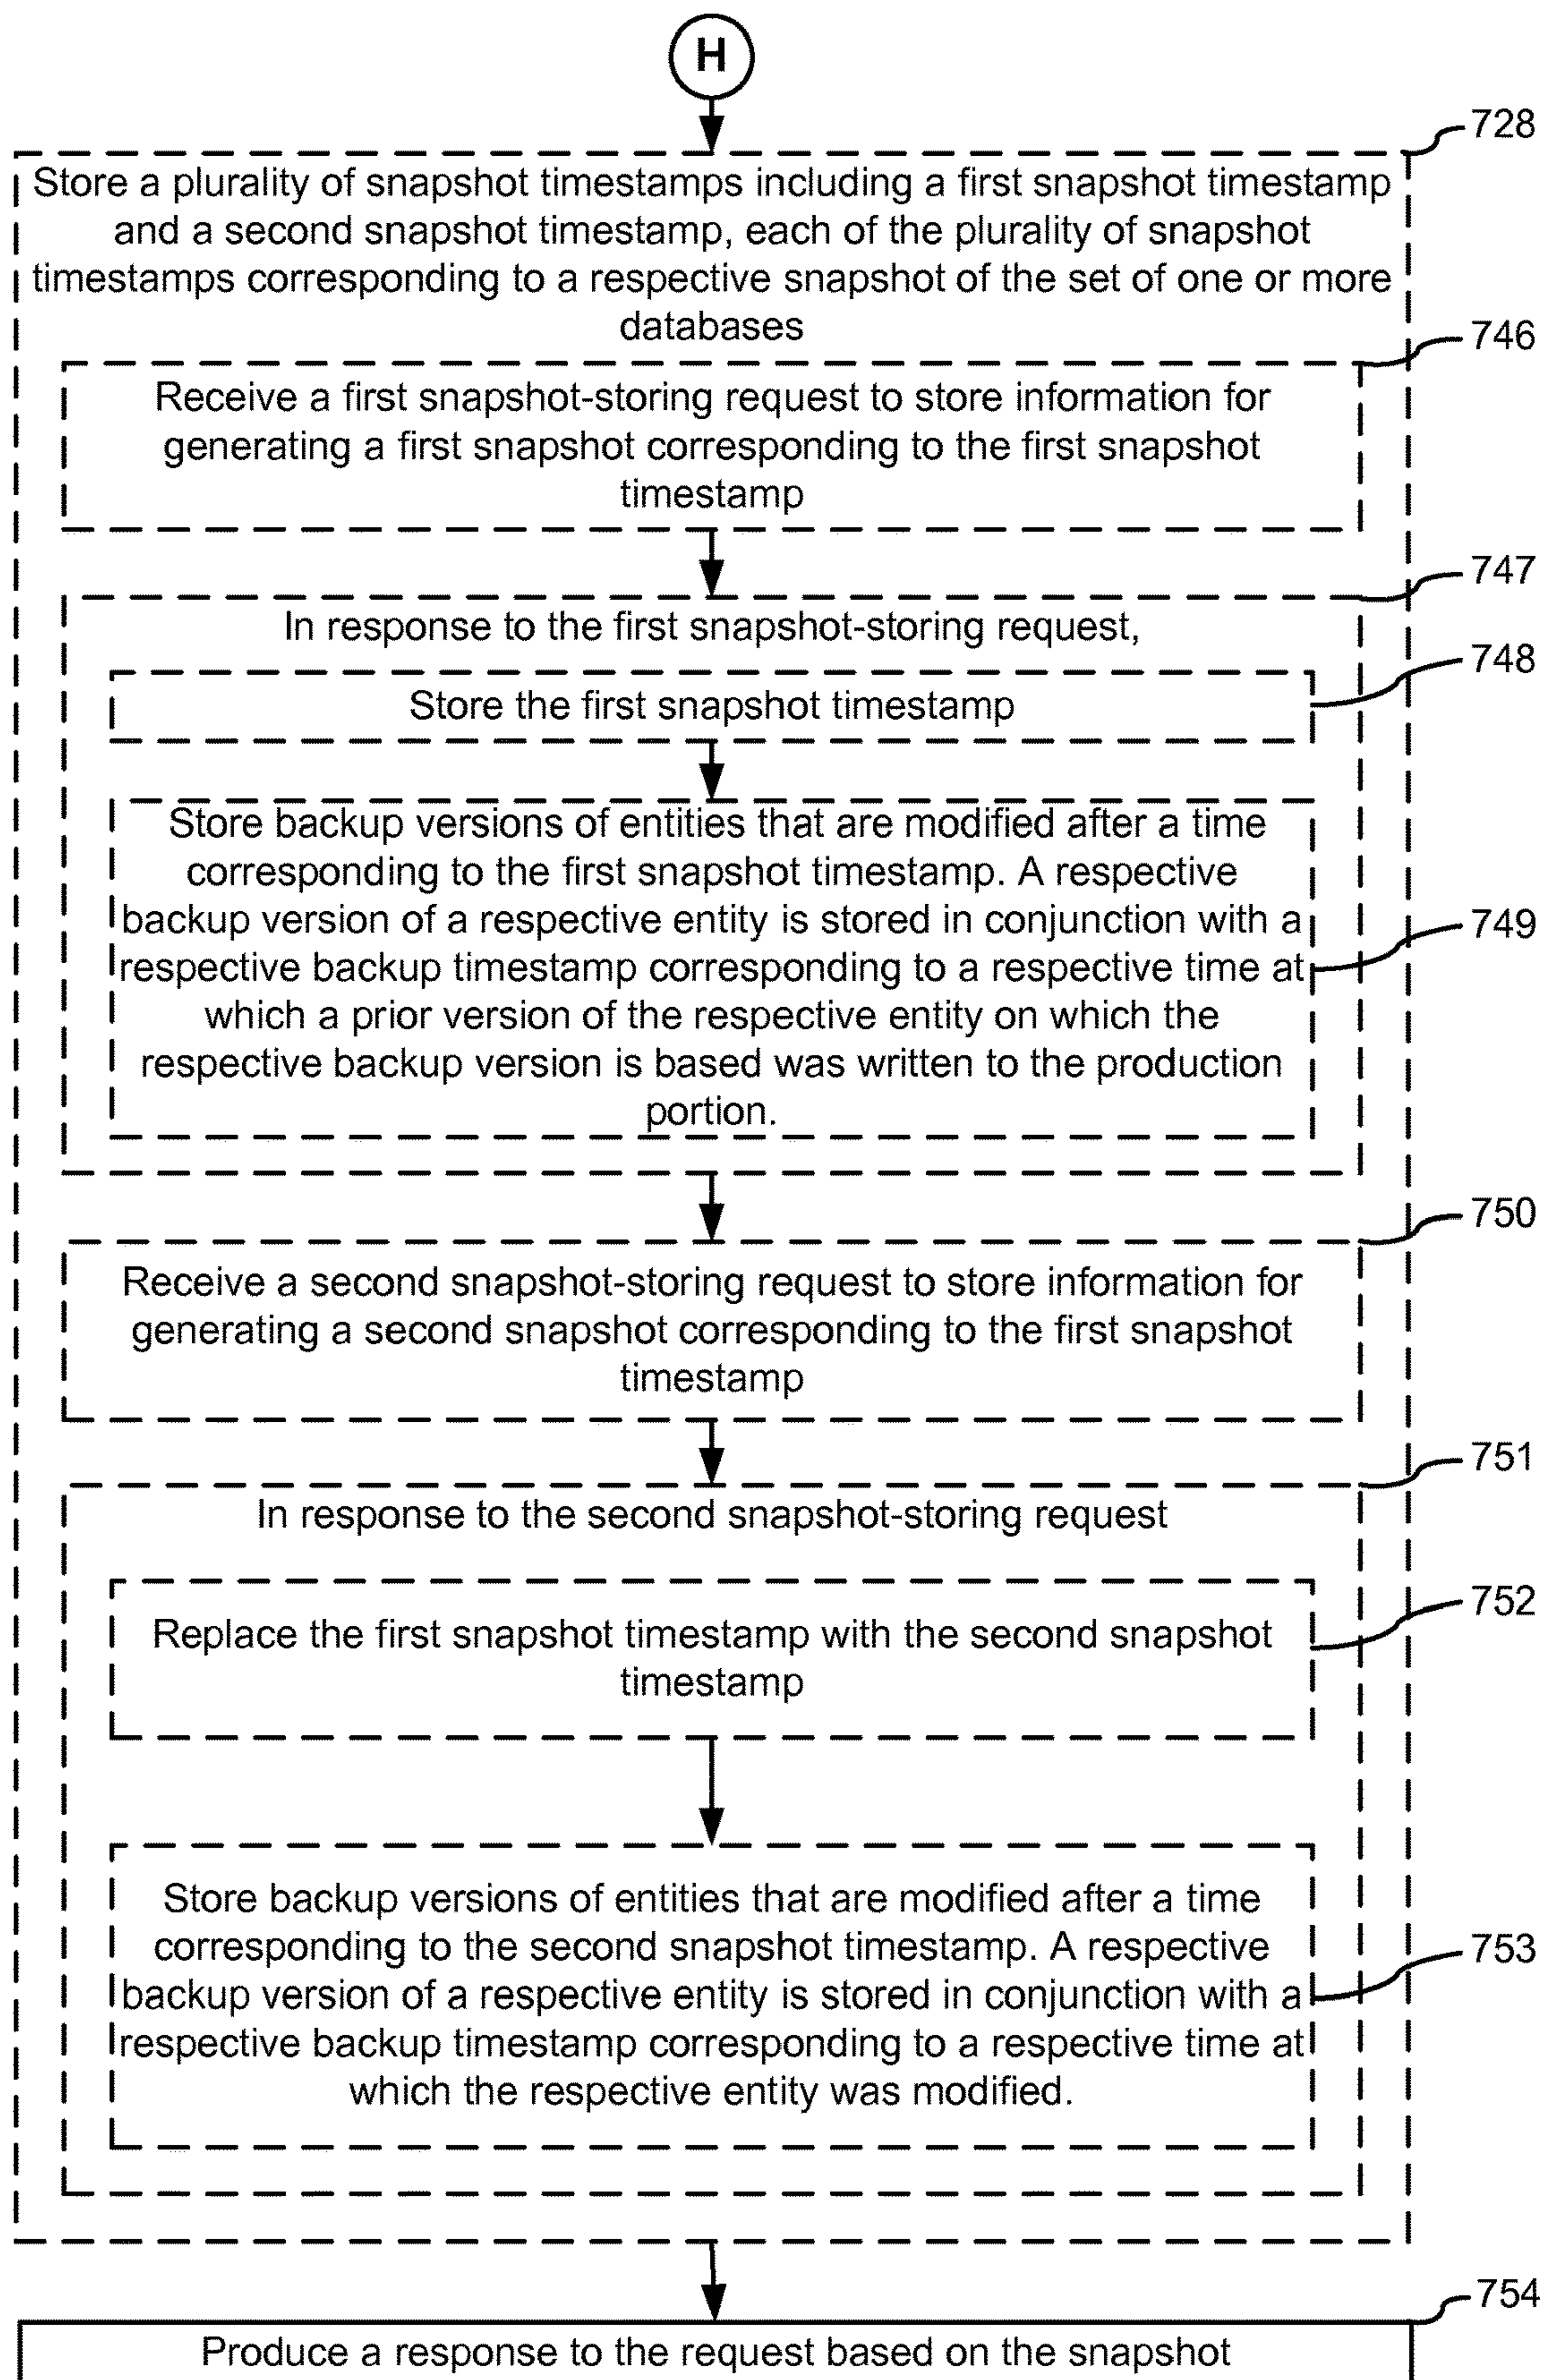 H
728
Store a plurality of snapshot timestamps including a first snapshot timestamp
and a second snapshot timestamp, each of the plurality of snapshot
timestamps corresponding to a respective snapshot of the set of one or more
databases
746
Receive a first snapshot-storing request to store information for
generating a first snapshot corresponding to the first snapshot
timestamp
747
In response to the first snapshot-storing request,
748
Store the first snapshot timestamp
Store backup versions of entities that are modified after a time
corresponding to the first snapshot timestamp. A respective
backup version of a respective entity is stored in conjunction with a
749
respective backup timestamp corresponding to a respective time at
which a prior version of the respective entity on which the
respective backup version is based was written to the production
portion.
750
Receive a second snapshot-storing request to store information for
generating a second snapshot corresponding to the first snapshot
timestamp
751
In response to the second snapshot-storing request
752
Replace the first snapshot timestamp with the second snapshot
timestamp
Store backup versions of entities that are modified after a time
corresponding to the second snapshot timestamp. A respective
753
backup version of a respective entity is stored in conjunction with a
respective backup timestamp corresponding to a respective time at
which the respective entity was modified.
754
Produce a response to the request based on the snapshot